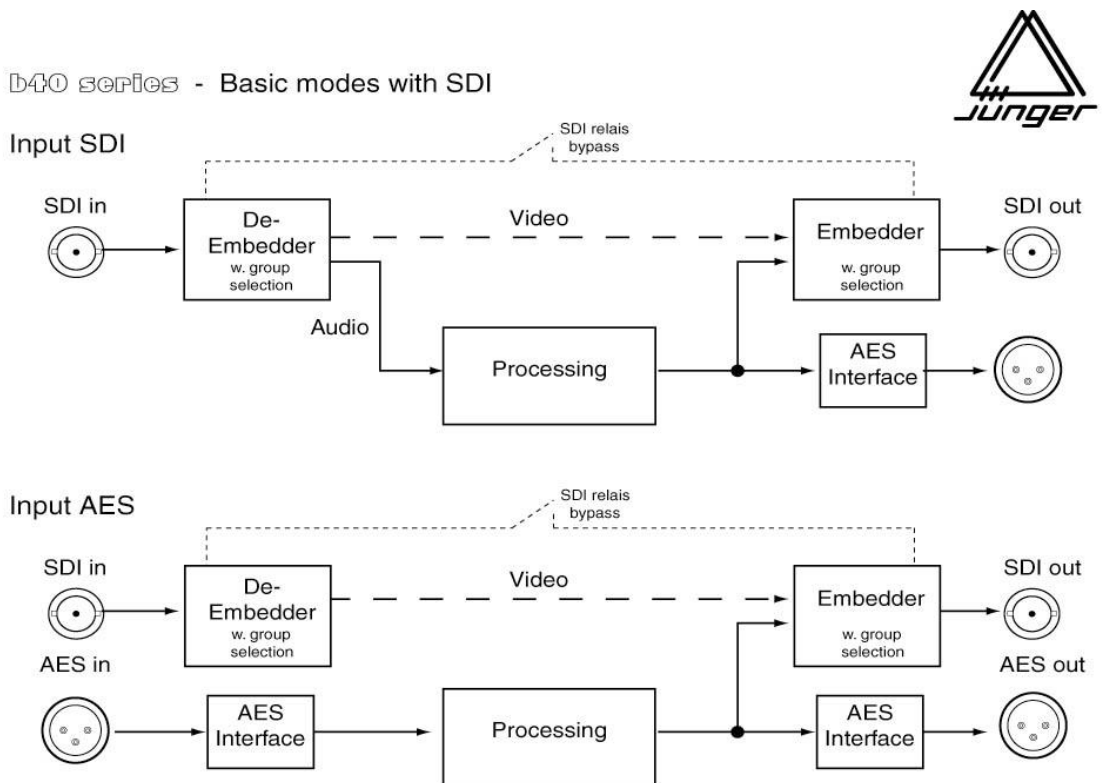 b40 series - Basic modes with SDI
junger
Input SDI
SDI relais
bypass
SDI in
De-
Embedder
w. group
selection
Video
Embedder
w. group
selection
SDI out
Audio
Processing
AES
Interface
Input AES
SDI relais
bypass
SDI in
De-
Embedder
w. group
selection
Video
Embedder
w. group
selection
SDI out
AES in
AES out
AES
Interface
Processing
AES
Interface